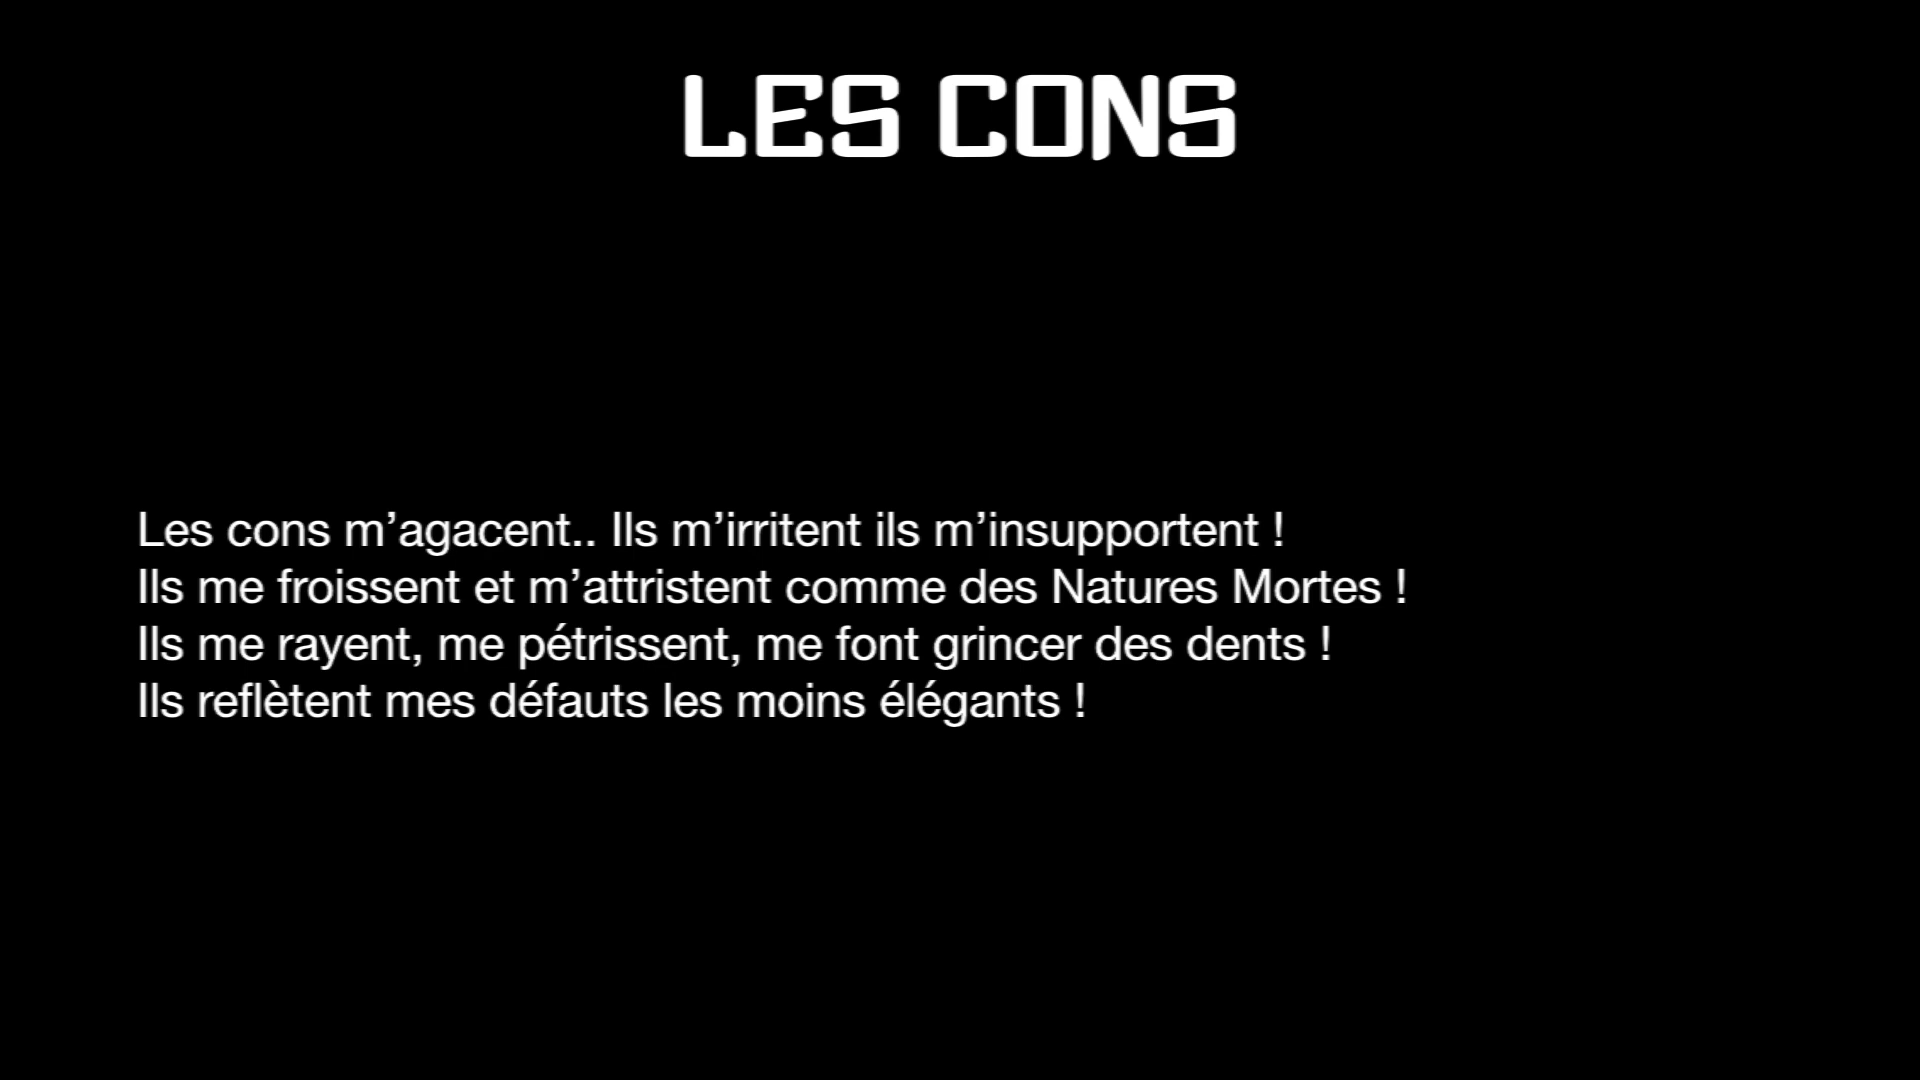 LES CONS
Les cons m’agacent.. Ils m’irritent ils m’insupportent !
Ils me froissent et m’attristent comme des Natures Mortes !
Ils me rayent, me pétrissent, me font grincer des dents !
Ils reflètent mes défauts les moins élégants !